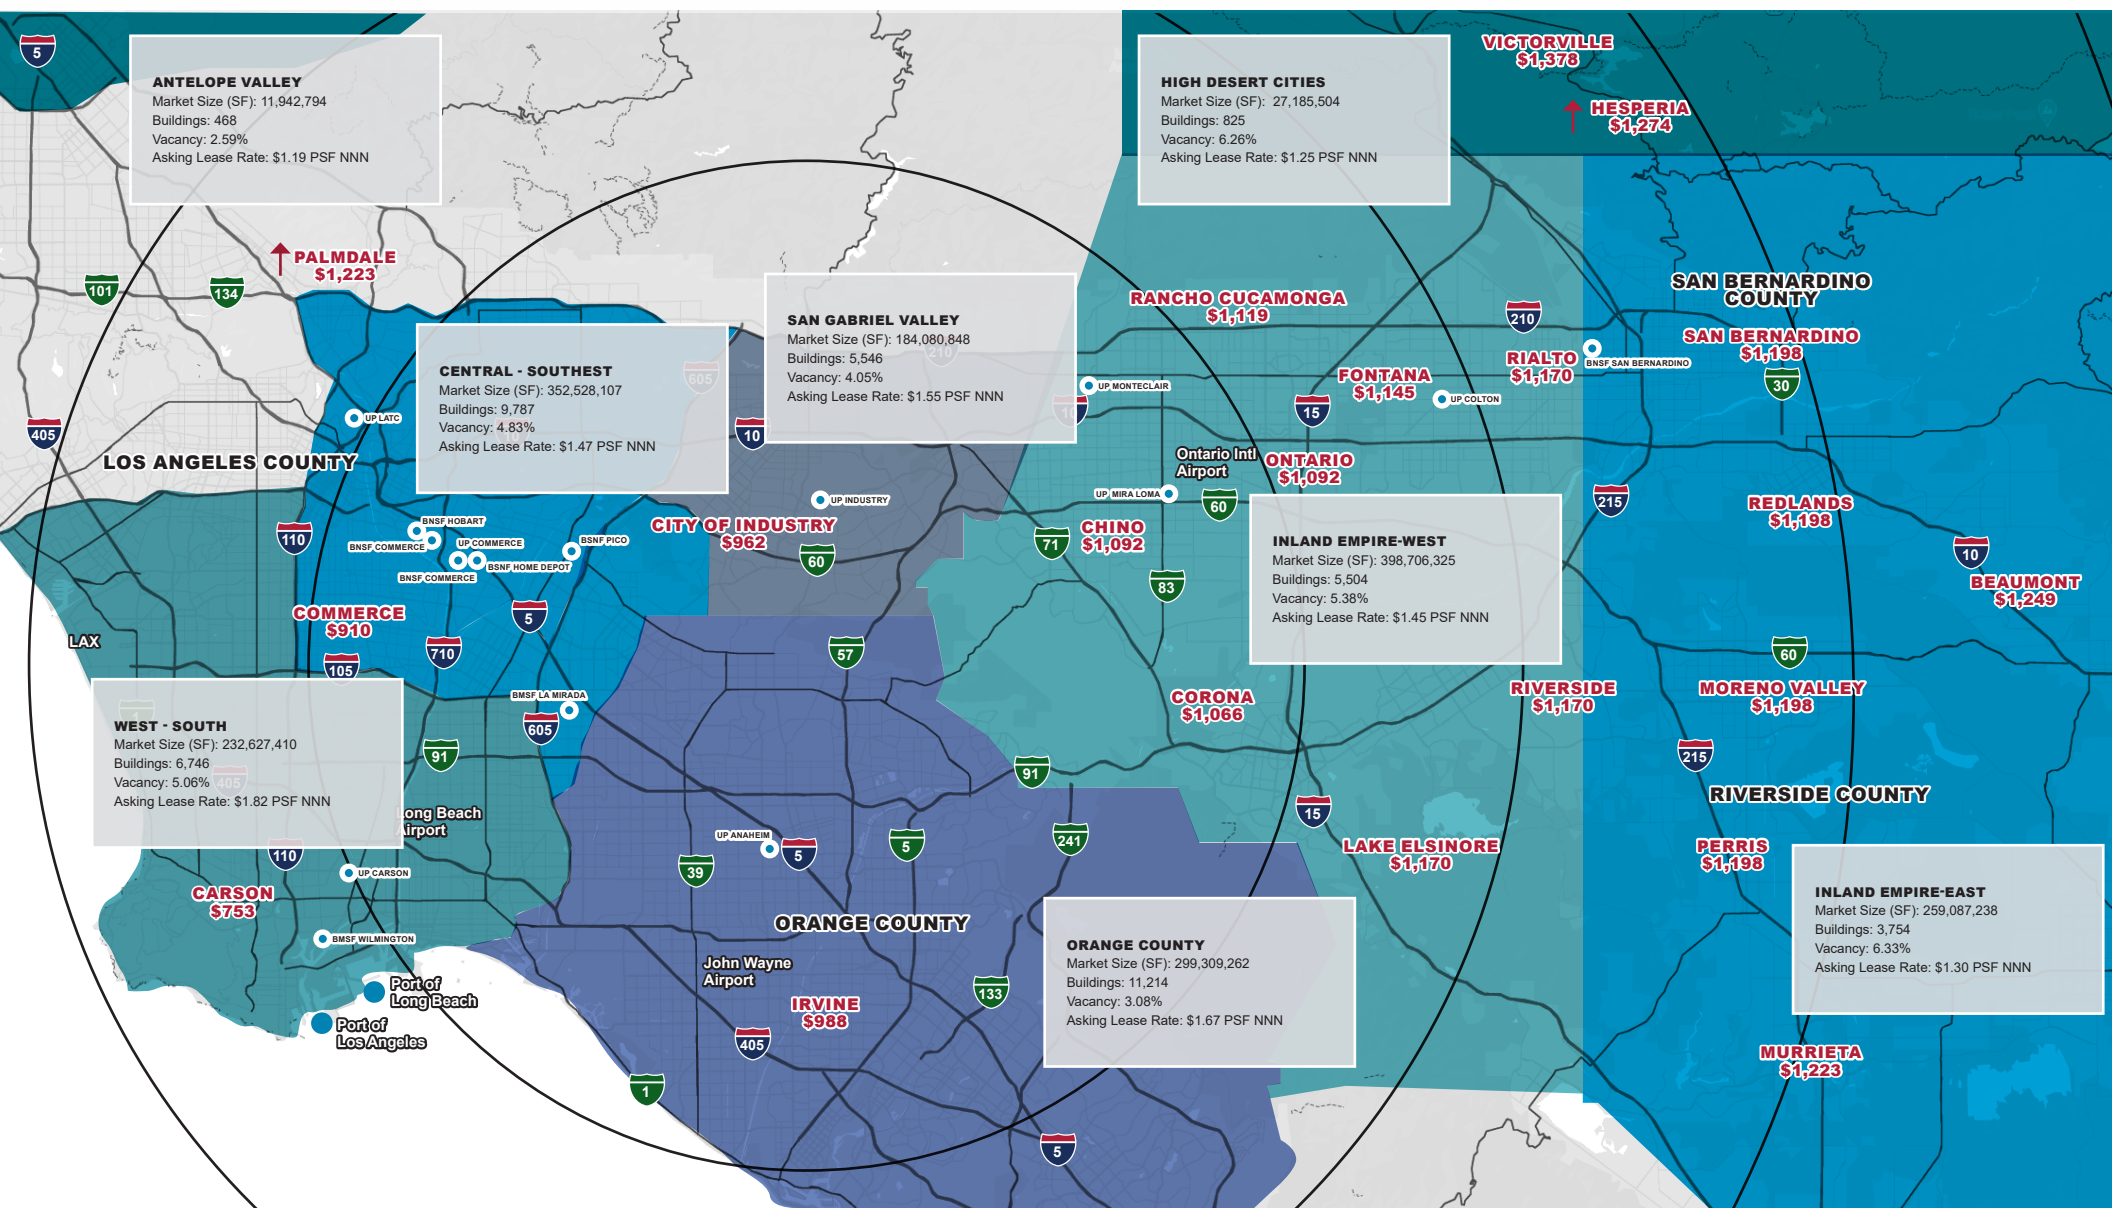 5
ANTELOPE VALLEY
Market Size (SF): 11,942,794
Buildings: 468
Vacancy: 2.59%
Asking Lease Rate: $1.19 PSF NNN
HIGH DESERT CITIES
Market Size (SF): 27,185,504
Buildings: 825
Vacancy: 6.26%
Asking Lease Rate: $1.25 PSF NNN
VICTORVILLE
$1,378
HESPERIA
$1,274
PALMDALE
$1,223
101
134
SAN GABRIEL VALLEY
Market Size (SF): 184,080,848
Buildings: 5,546
Vacancy: 4.05%
Asking Lease Rate: $1.55 PSF NNN
210
RANCHO CUCAMONGA
$1,119
210
SAN BERNARDINO
COUNTY
SAN BERNARDINO
$1,198
30
RIALTO
$1,170
BNSF SAN BERNARDINO
FONTANA
$1,145
UP COLTON
15
UP MONTECLAIR
10
CENTRAL - SOUTHEST
Market Size (SF): 352,528,107
Buildings: 9,787
Vacancy: 4.83%
Asking Lease Rate: $1.47 PSF NNN
605
10
UP LATC
405
LOS ANGELES COUNTY
Ontario Intl
Airport
ONTARIO
$1,092
UP MIRA LOMA
60
UP INDUSTRY
CITY OF INDUSTRY
$962
60
71
CHINO
$1,092
83
215
REDLANDS
$1,198
10
BEAUMONT
$1,249
INLAND EMPIRE-WEST
Market Size (SF): 398,706,325
Buildings: 5,504
Vacancy: 5.38%
Asking Lease Rate: $1.45 PSF NNN
110
BNSF HOBART
BNSF COMMERCE
UP COMMERCE
BSNF PICO
BSNF HOME DEPOT
BNSF COMMERCE
COMMERCE
$910
5
710
105
LAX
57
60
CORONA
$1,066
RIVERSIDE
$1,170
MORENO VALLEY
$1,198
BMSF LA MIRADA
605
91
WEST - SOUTH
Market Size (SF): 232,627,410
Buildings: 6,746
Vacancy: 5.06%
Asking Lease Rate: $1.82 PSF NNN
1
405
Long Beach
Airport
91
215
RIVERSIDE COUNTY
15
110
UP CARSON
CARSON
$753
BMSF WILMINGTON
UP ANAHEIM
5
39
5
241
LAKE ELSINORE
$1,170
PERRIS
$1,198
INLAND EMPIRE-EAST
Market Size (SF): 259,087,238
Buildings: 3,754
Vacancy: 6.33%
Asking Lease Rate: $1.30 PSF NNN
ORANGE COUNTY
John Wayne
Airport
IRVINE
$988
133
405
ORANGE COUNTY
Market Size (SF): 299,309,262
Buildings: 11,214
Vacancy: 3.08%
Asking Lease Rate: $1.67 PSF NNN
Port of
Long Beach
Port of
Los Angeles
1
5
MURRIETA
$1,223